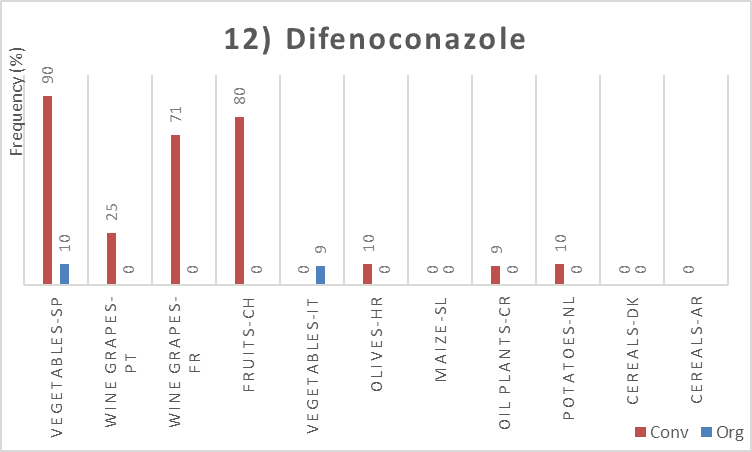 12) Difenoconazole
Frequency (%)
90
10
25
0
71
0
80
0
0
9
10
0
0
0
9
0
10
0
0
0
0
VEGETABLES-SP
WINE GRAPES-
PT
WINE GRAPES-
FR
FRUITS-CH
VEGETABLES-IT
OLIVES-HR
MAIZE-SL
OIL PLANTS-CR
POTATOES-NL
CEREALS-DK
CEREALS-AR
Conv Org